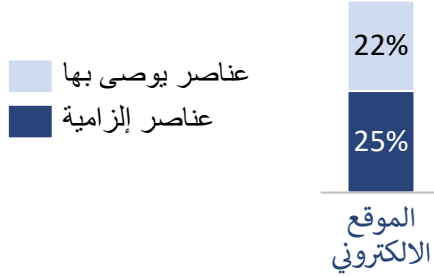 22%
عناصر يوصى بها
عناصر إلزامية
25%
الموقع
الالكتروني